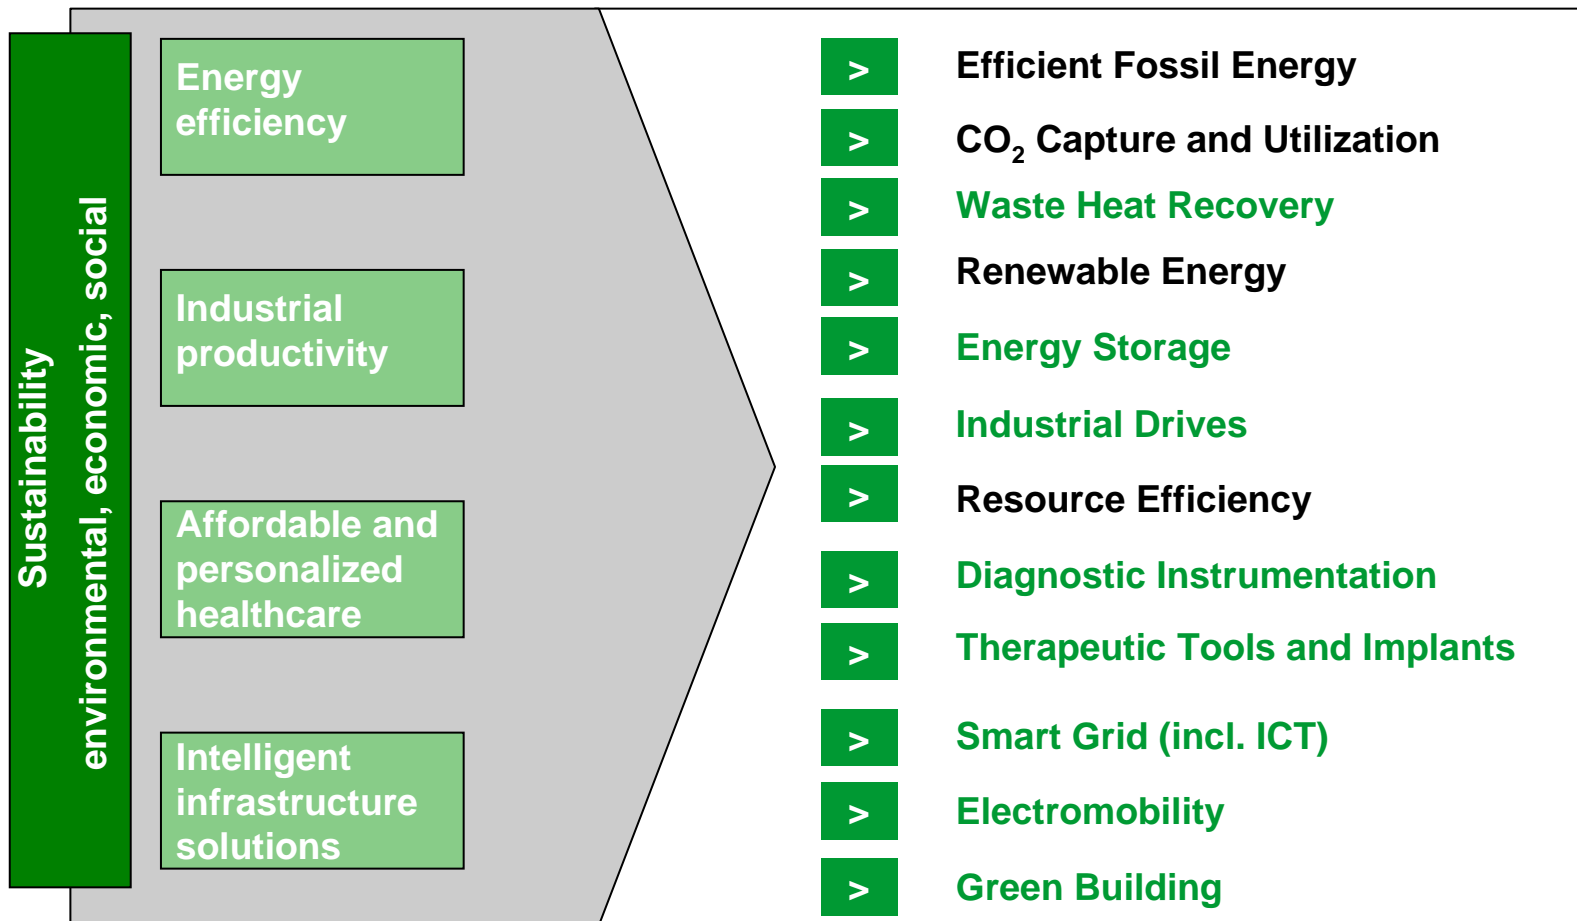 Sustainability
environmental, economic, social
Energy
efficiency
Industrial
productivity
Affordable and
personalized
healthcare
Intelligent
infrastructure
solutions
> Efficient Fossil Energy
> CO₂ Capture and Utilization
> Waste Heat Recovery
> Renewable Energy
> Energy Storage
> Industrial Drives
> Resource Efficiency
> Diagnostic Instrumentation
> Therapeutic Tools and Implants
> Smart Grid (incl. ICT)
> Electromobility
> Green Building